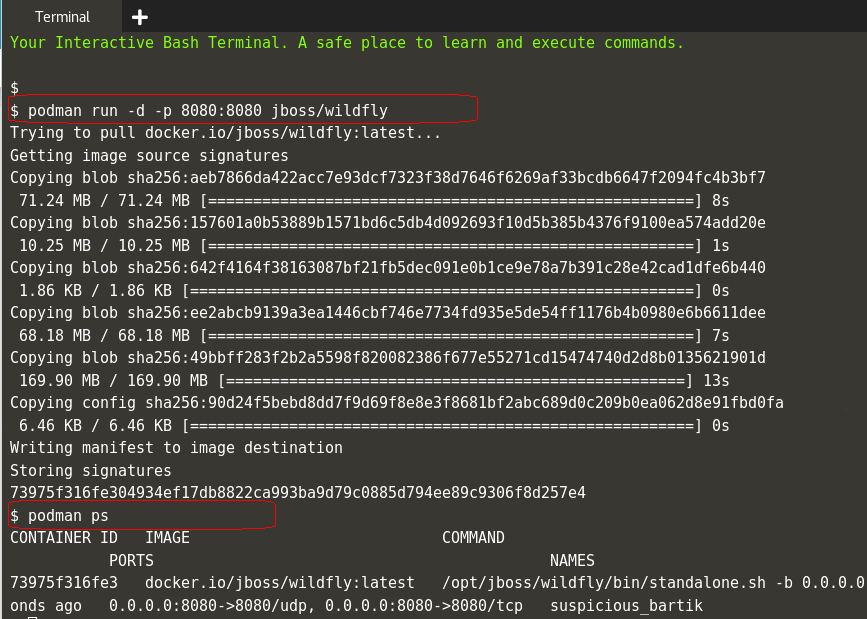 Terminal +
Your Interactive Bash Terminal. A safe place to learn and execute commands.
$
$ podman run -d -p 8080:8080 jboss/wildfly
Trying to pull docker.io/jboss/wildfly:latest...
Getting image source signatures
Copying blob sha256:aeb7866da422acc7e93dcf7323f38d7646f6269af33bcdb6647f2094fc4b3bf7
 71.24 MB / 71.24 MB [======================================================] 8s
Copying blob sha256:157601a0b53889b1571bd6c5db4d092693f10d5b385b4376f9100ea574add20e
 10.25 MB / 10.25 MB [======================================================] 1s
Copying blob sha256:642f4164f38163087bf21fb5dec091e0b1ce9e78a7b391c28e42cad1dfe6b440
 1.86 KB / 1.86 KB [========================================================] 0s
Copying blob sha256:ee2abcb9139a3ea1446cbf746e7734fd935e5de54ff1176b4b0980e6b6611dee
 68.18 MB / 68.18 MB [======================================================] 7s
Copying blob sha256:49bbff283f2b2a5598f820082386f677e55271cd15474740d2d8b0135621901d
 169.90 MB / 169.90 MB [===================================================] 13s
Copying config sha256:90d24f5bebd8dd7f9d69f8e8e3f8681bf2abc689d0c209b0ea062d8e91fbd0fa
 6.46 KB / 6.46 KB [========================================================] 0s
Writing manifest to image destination
Storing signatures
73975f316fe304934ef17db8822ca993ba9d79c0885d794ee89c9306f8d257e4
$ podman ps
CONTAINER ID   IMAGE                            COMMAND
           PORTS                                            NAMES
73975f316fe3   docker.io/jboss/wildfly:latest   /opt/jboss/wildfly/bin/standalone.sh -b 0.0.0.0
onds ago   0.0.0.0:8080->8080/udp, 0.0.0.0:8080->8080/tcp   suspicious_bartik